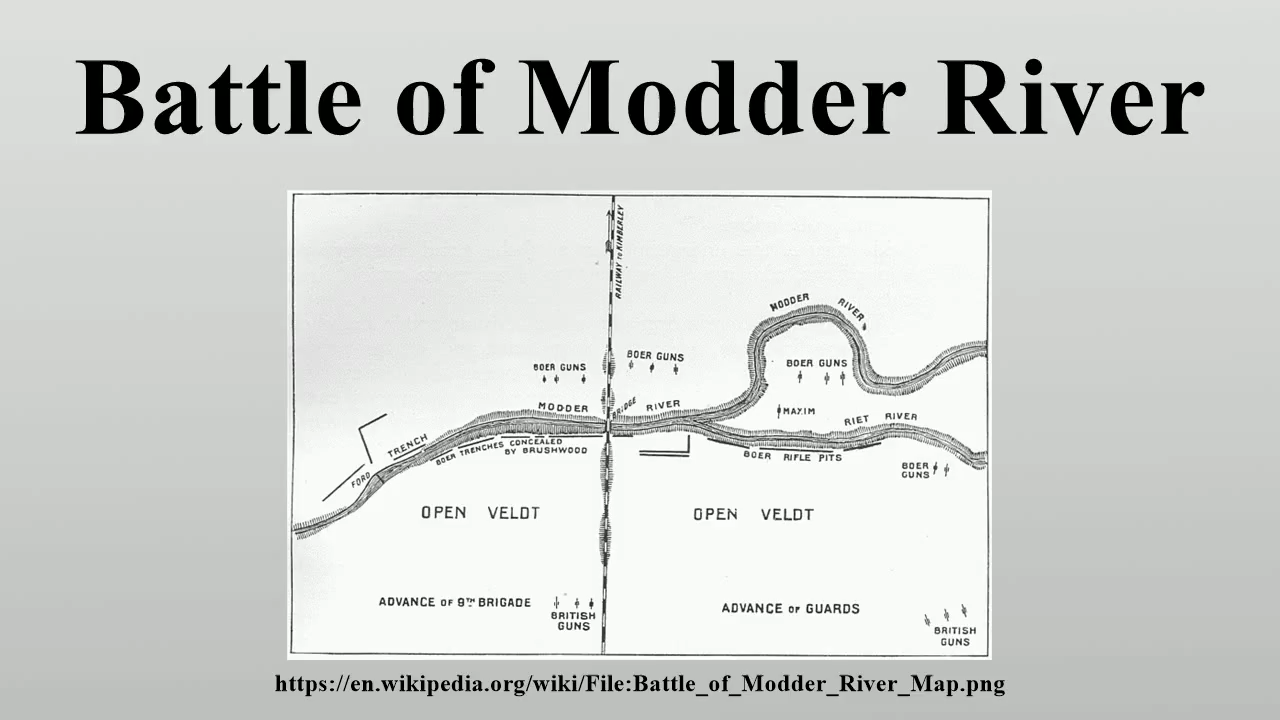 Battle of Modder River
RAILWAY TO KIMBERLEY
MODDER RIVER
BOER GUNS
BOER GUNS
BOER GUNS
MODDER
BRIDGE
RIVER
MAXIM
RIET RIVER
TRENCH
BOER TRENCHES CONCEALED
BY BRUSHWOOD
BOER RIFLE PITS
FORD
BOER
GUNS
OPEN VELDT
OPEN VELDT
ADVANCE OF 9TH BRIGADE
BRITISH
GUNS
ADVANCE OF GUARDS
BRITISH
GUNS
https://en.wikipedia.org/wiki/File:Battle_of_Modder_River_Map.png